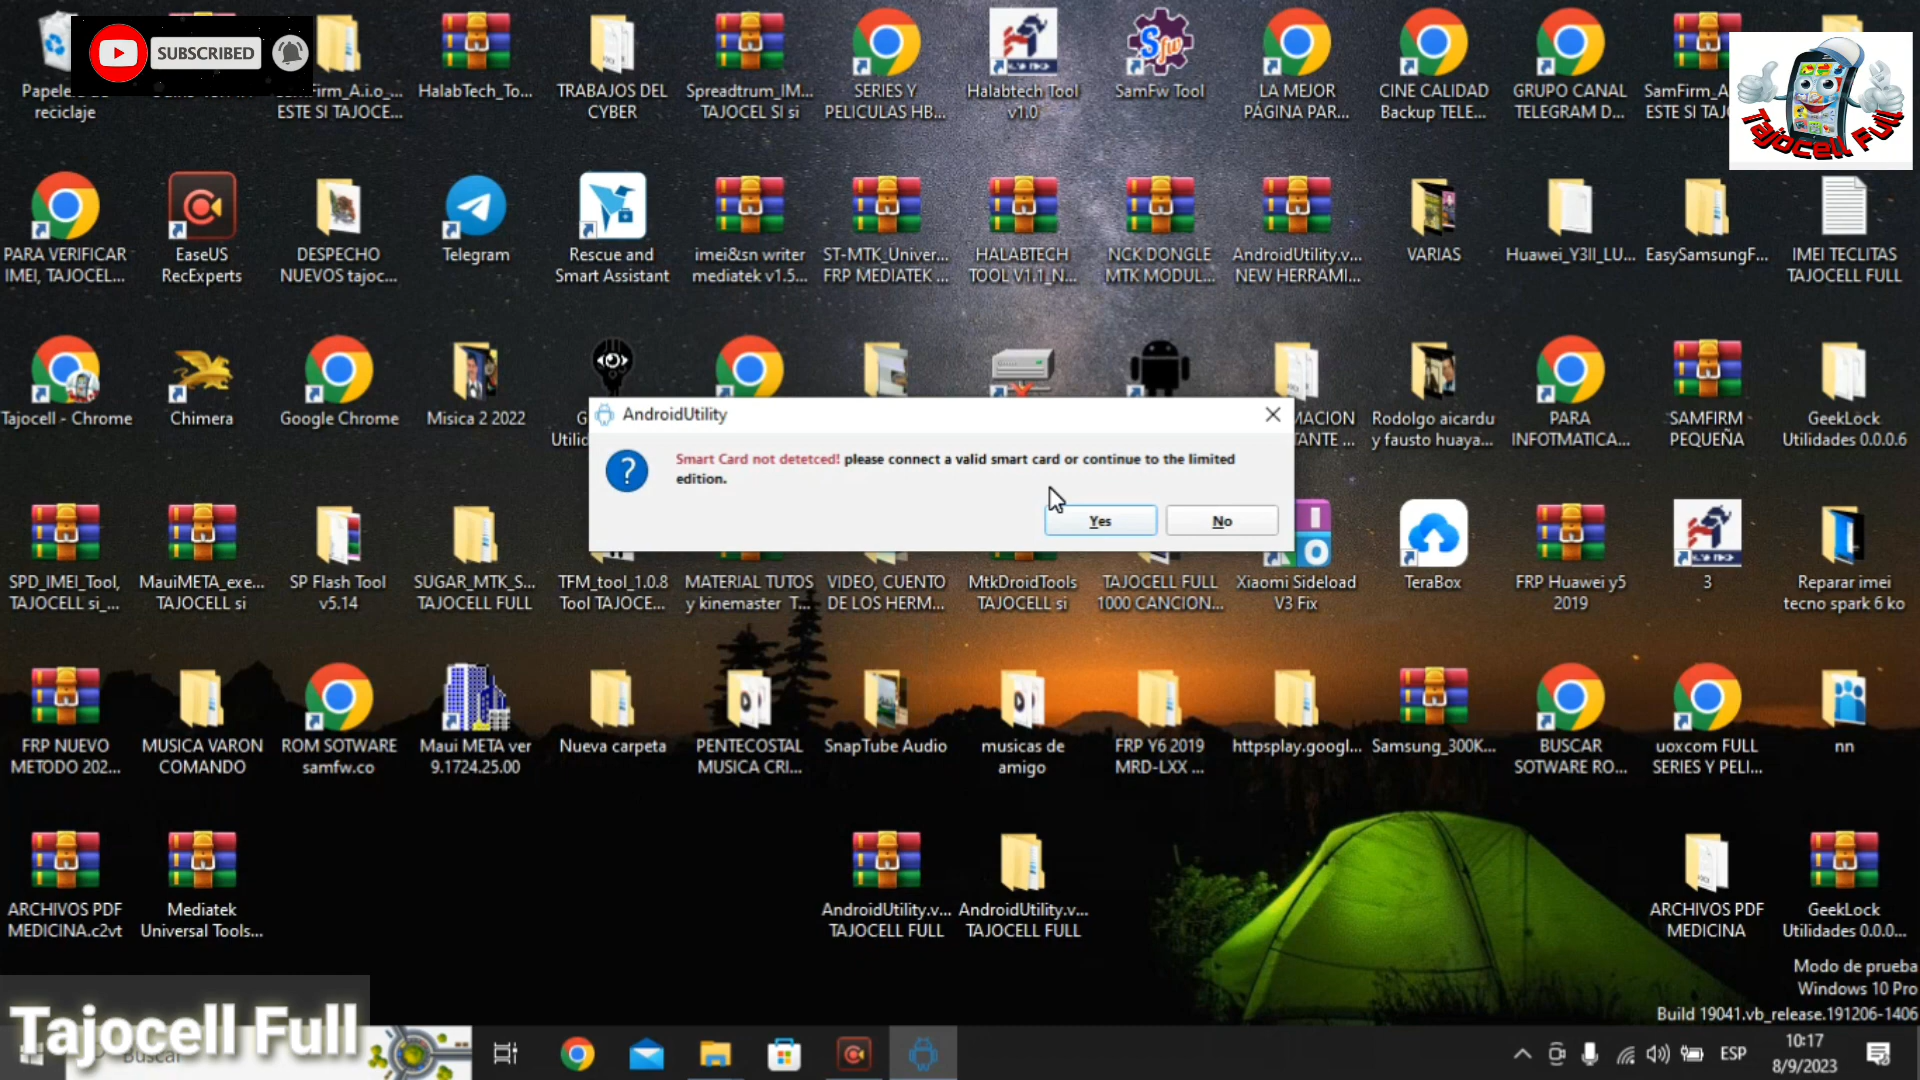 SUBSCRIBED
Papele
reciclaje
Firm_A.i.o_...
ESTE SI TAJOCE...
HalabTech_To...
TRABAJOS DEL
CYBER
Spreadtrum_IM...
TAJOCEL SI si
SERIES Y
PELICULAS HB...
Halabtech Tool
v1.0
SamFw Tool
LA MEJOR
PÁGINA PAR...
CINE CALIDAD
Backup TELE...
GRUPO CANAL
TELEGRAM D...
SamFirm_A
ESTE SI TAJ
Tajocell Full
PARA VERIFICAR
IMEI, TAJOCEL...
EaseUS
RecExperts
DESPECHO
NUEVOS tajoc...
Telegram
Rescue and
Smart Assistant
imei&sn writer
mediatek v1.5...
ST-MTK_Univer...
FRP MEDIATEK ...
HALABTECH
TOOL V1.1_N...
NCK DONGLE
MTK MODUL...
AndroidUtility.v...
NEW HERRAMI...
VARIAS
Huawei_Y3II_LU...
EasySamsungF...
IMEI TECLITAS
TAJOCELL FULL
Tajocell - Chrome
Chimera
Google Chrome
Misica 2 2022
G
Utilid
MACION
TANTE ...
Rodolgo aicardu
y fausto huaya...
PARA
INFOTMATICA...
SAMFIRM
PEQUEÑA
GeekLock
Utilidades 0.0.0.6
AndroidUtility
Smart Card not detetced! please connect a valid smart card or continue to the limited
edition.
Yes
No
SPD_IMEI_Tool,
TAJOCELL si_...
MauiMETA_exe...
TAJOCELL si
SP Flash Tool
v5.14
SUGAR_MTK_S...
TAJOCELL FULL
TFM_tool_1.0.8
Tool TAJOCE...
MATERIAL TUTOS
y kinemaster T...
VIDEO, CUENTO
DE LOS HERM...
MtkDroidTools
TAJOCELL si
TAJOCELL FULL
1000 CANCION...
Xiaomi Sideload
V3 Fix
TeraBox
FRP Huawei y5
2019
3
Reparar imei
tecno spark 6 ko
FRP NUEVO
METODO 202...
MUSICA VARON
COMANDO
ROM SOTWARE
samfw.co
Maui META ver
9.1724.25.00
Nueva carpeta
PENTECOSTAL
MUSICA CRI...
SnapTube Audio
musicas de
amigo
FRP Y6 2019
MRD-LXX ...
httpsplay.googl...
Samsung_300K...
BUSCAR
SOTWARE RO...
uoxcom FULL
SERIES Y PELI...
nn
ARCHIVOS PDF
MEDICINA.c2vt
Mediatek
Universal Tools...
AndroidUtility.v...
TAJOCELL FULL
AndroidUtility.v...
TAJOCELL FULL
ARCHIVOS PDF
MEDICINA
GeekLock
Utilidades 0.0.0...
Modo de prueba
Windows 10 Pro
Build 19041.vb_release.191206-1406
Tajocell Full
Buscar
ESP
10:17
8/9/2023